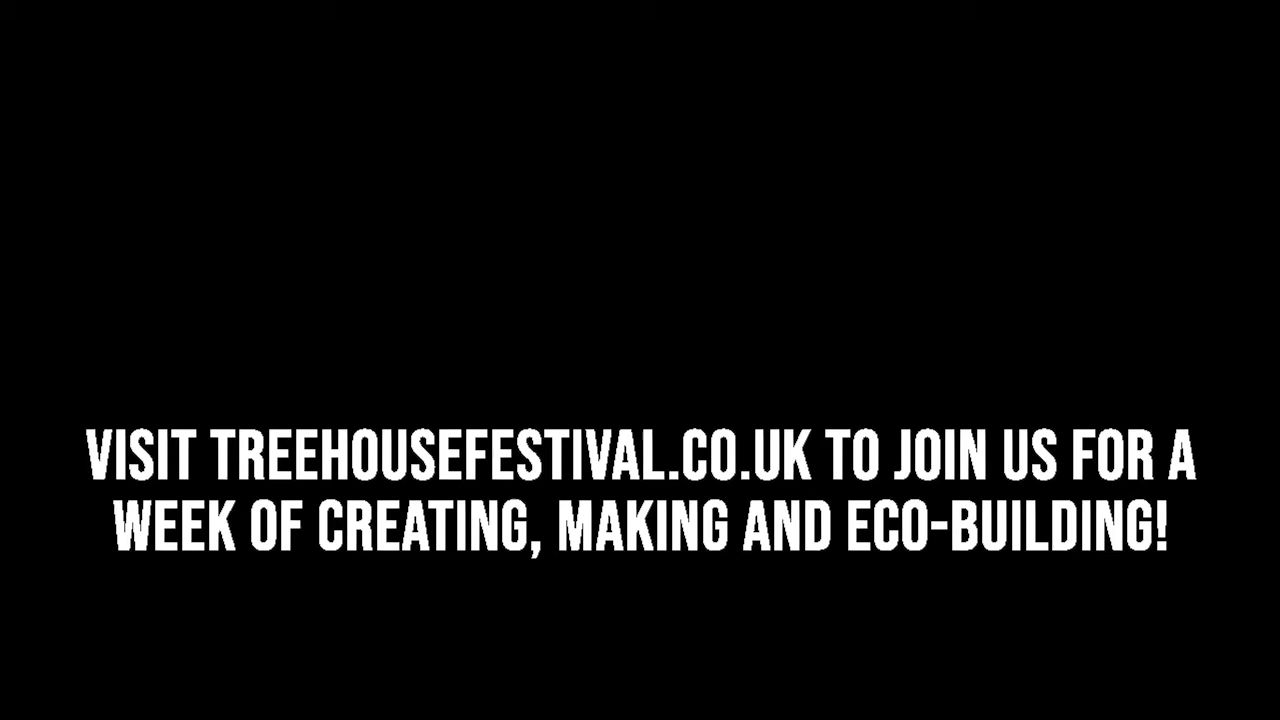 VISIT TREEHOUSEFESTIVAL.CO.UK TO JOIN US FOR A
WEEK OF CREATING, MAKING AND ECO-BUILDING!